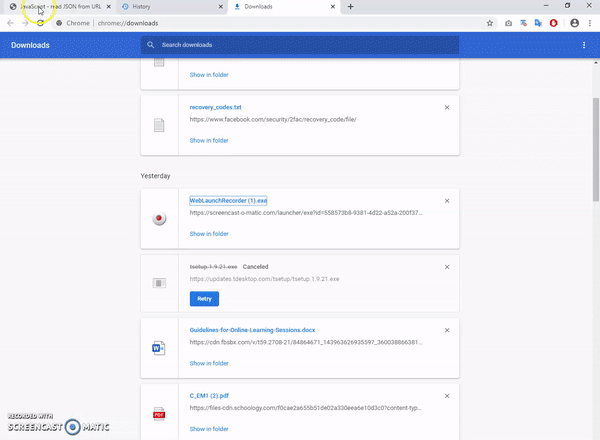 JavaScript - read JSON from URL
History
Downloads
Chrome | chrome://downloads
Downloads
Search downloads
Show in folder
recovery_codes.txt
https://www.facebook.com/security/2fac/recovery_code/file/
Show in folder
Yesterday
WebLaunchRecorder (1).exe
https://screencast-o-matic.com/launcher/exe?id=558573b8-9381-4d22-a52a-200f37...
Show in folder
tsetup.1.9.21.exe Canceled
https://updates.tdesktop.com/tsetup/tsetup.1.9.21.exe
Retry
Guidelines-for-Online-Learning-Sessions.docx
https://cdn.fbsbx.com/v/t59.2708-21/84864671_143963626935597_360038866381...
Show in folder
C_EM1 (2).pdf
https://files-cdn.schoology.com/f0cae2a655b51de02a330eea6e10d3c0?content-typ...
Show in folder
RECORDED WITH
SCREENCAST-O-MATIC